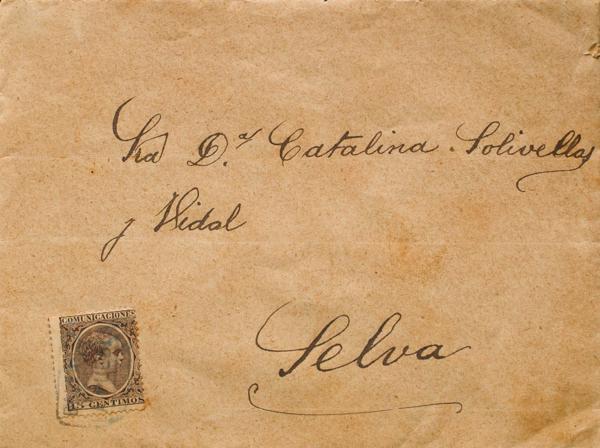 Sra D.ª Catalina Solivellas
y Vidal
Selva
COMUNICACIONES
15 CENTIMOS